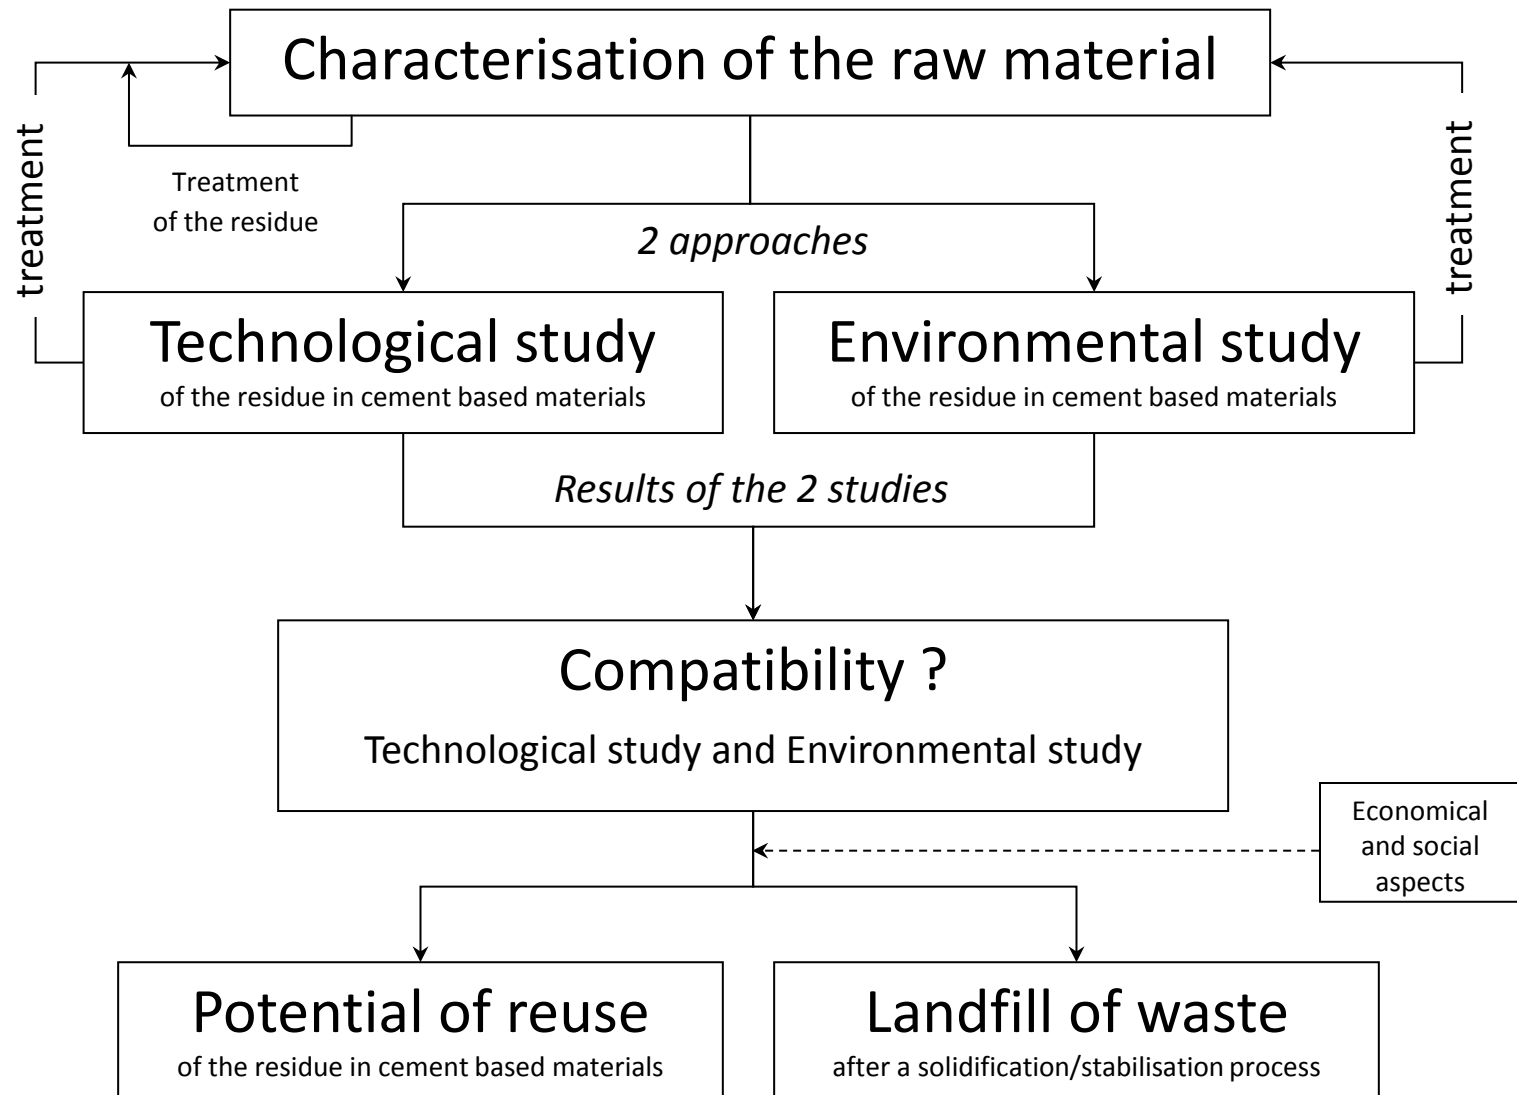 Characterisation of the raw material
treatment
Treatment
of the residue
treatment
2 approaches
Technological study
of the residue in cement based materials
Environmental study
of the residue in cement based materials
Results of the 2 studies
Compatibility ?
Technological study and Environmental study
Economical
and social
aspects
Potential of reuse
of the residue in cement based materials
Landfill of waste
after a solidification/stabilisation process